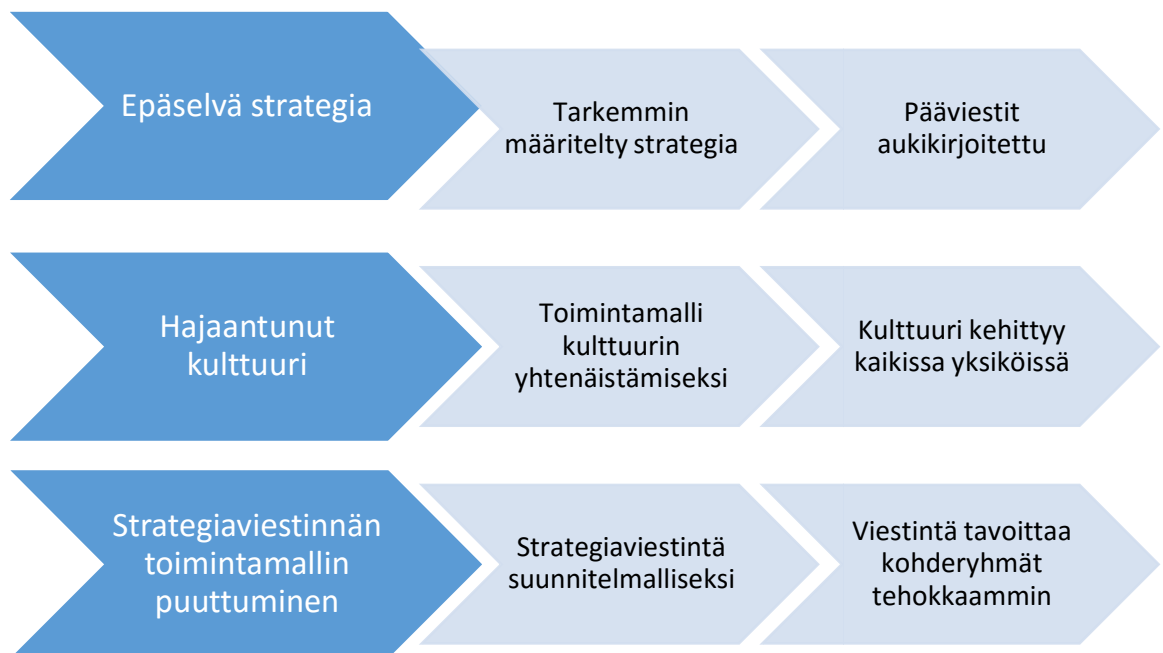 Epäselvä strategia
Tarkemmin
määritelty strategia
Pääviestit
aukikirjoitettu
Hajaantunut
kulttuuri
Toimintamalli
kulttuurin
yhtenäistämiseksi
Kulttuuri kehittyy
kaikissa yksiköissä
Strategiaviestinnän
toimintamallin
puuttuminen
Strategiaviestintä
suunnitelmalliseksi
Viestintä tavoittaa
kohderyhmät
tehokkaammin